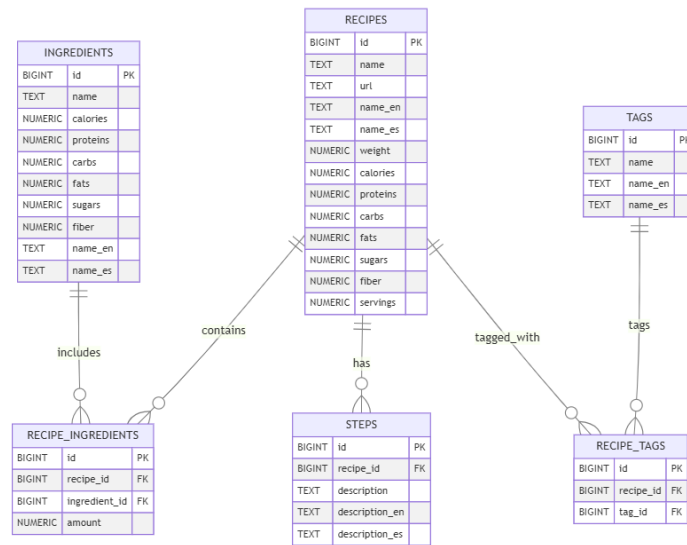 RECIPES
BIGINT id PK
TEXT name
TEXT url
TEXT name_en
TEXT name_es
NUMERIC weight
NUMERIC calories
NUMERIC proteins
NUMERIC carbs
NUMERIC fats
NUMERIC sugars
NUMERIC fiber
NUMERIC servings
INGREDIENTS
BIGINT id PK
TEXT name
NUMERIC calories
NUMERIC proteins
NUMERIC carbs
NUMERIC fats
NUMERIC sugars
NUMERIC fiber
TEXT name_en
TEXT name_es
TAGS
BIGINT id PK
TEXT name
TEXT name_en
TEXT name_es
contains
includes
has
tagged_with
tags
RECIPE_INGREDIENTS
BIGINT id PK
BIGINT recipe_id FK
BIGINT ingredient_id FK
NUMERIC amount
STEPS
BIGINT id PK
BIGINT recipe_id FK
TEXT description
TEXT description_en
TEXT description_es
RECIPE_TAGS
BIGINT id PK
BIGINT recipe_id FK
BIGINT tag_id FK